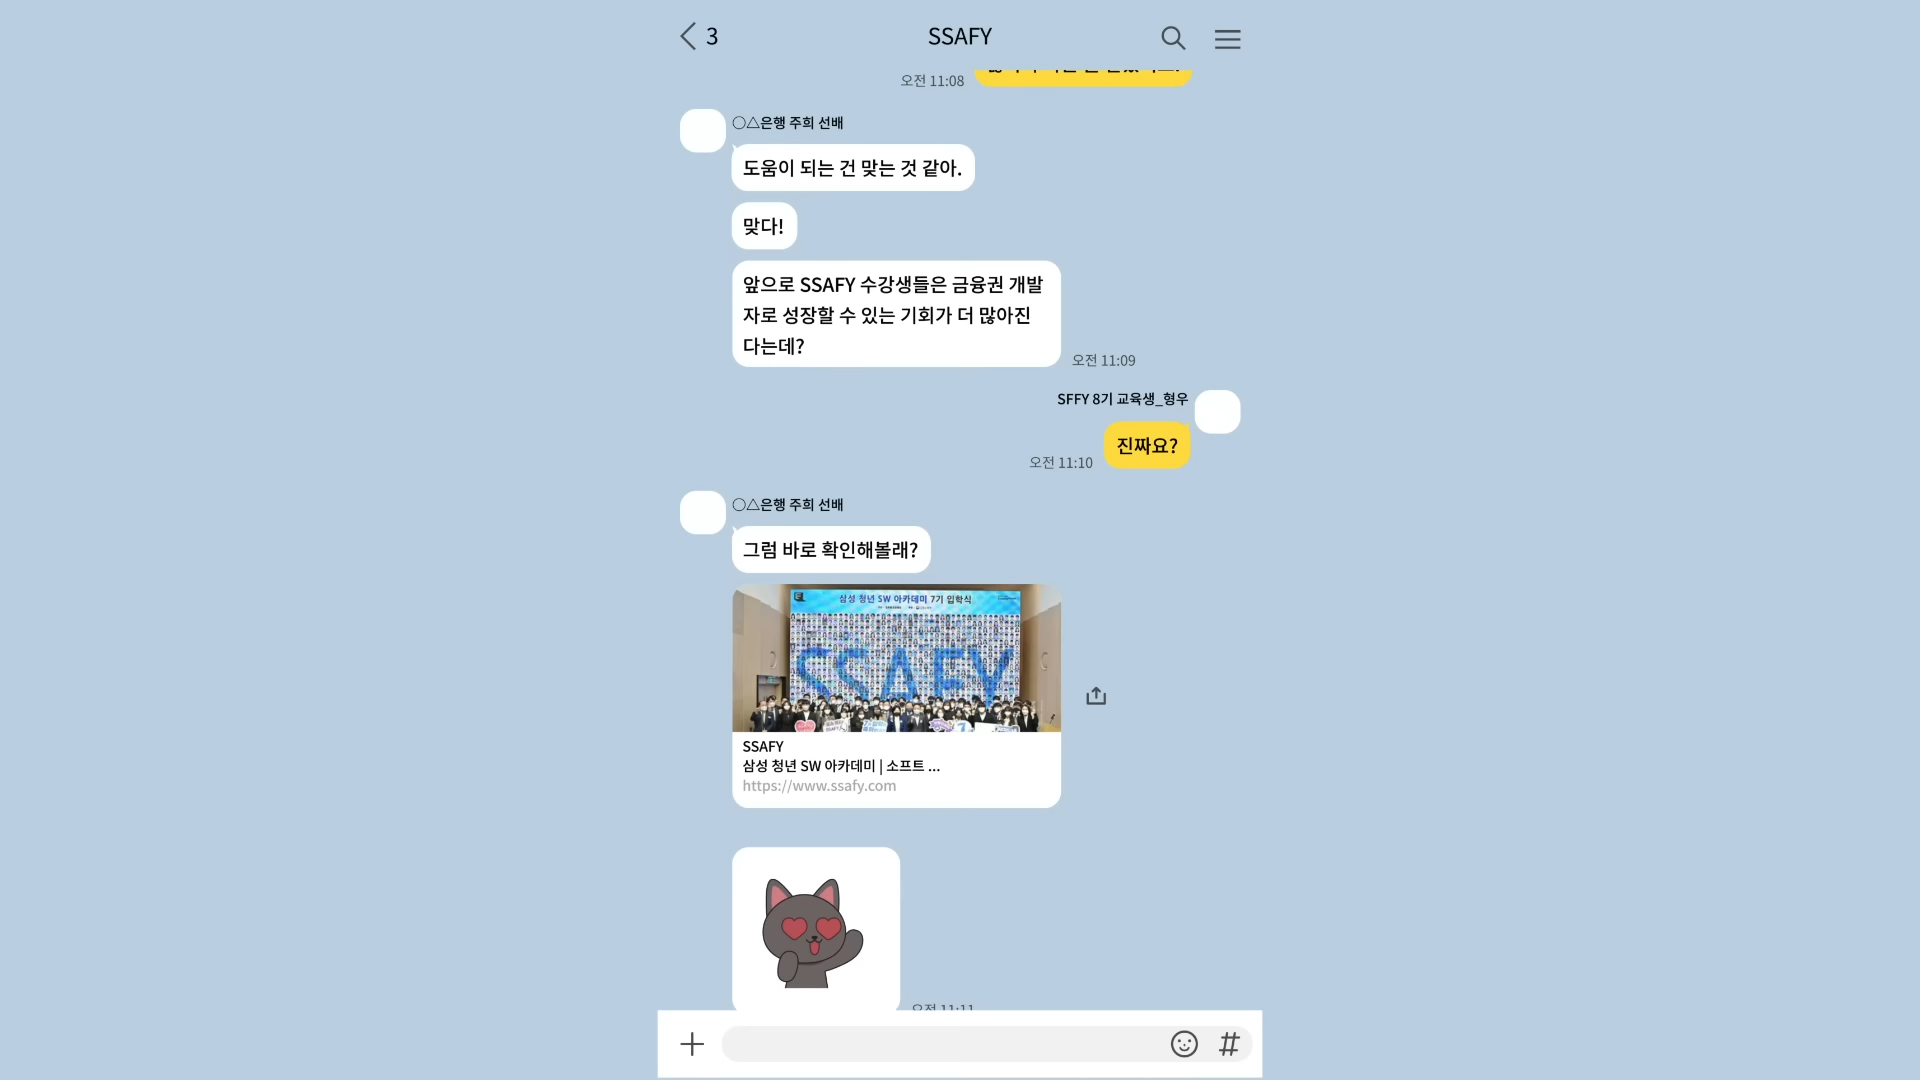 3
SSAFY
오전 11:08
○△은행 주희 선배
도움이 되는 건 맞는 것 같아.
맞다!
앞으로 SSAFY 수강생들은 금융권 개발
자로 성장할 수 있는 기회가 더 많아진
다는데?
오전 11:09
SFFY 8기 교육생_형우
진짜요?
오전 11:10
○△은행 주희 선배
그럼 바로 확인해볼래?
삼성 청년 SW 아카데미 7기 입학식
SSAFY
SSAFY
삼성 청년 SW 아카데미 | 소프트 ...
https://www.ssafy.com
오전 11:11